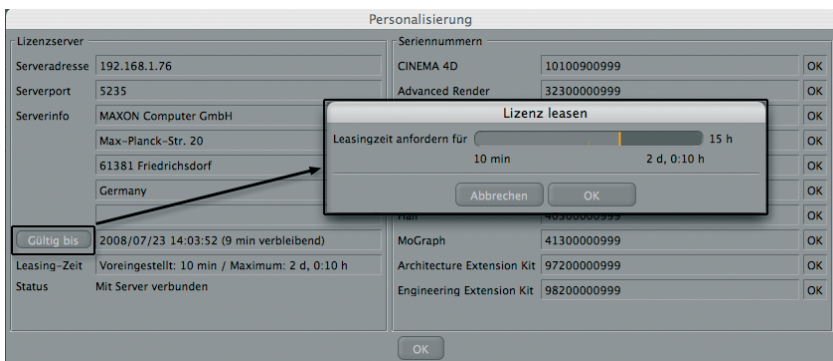 Personalisierung
Lizenzserver
Serveradresse 192.168.1.76
Serverport 5235
Serverinfo MAXON Computer GmbH
Max-Planck-Str. 20
61381 Friedrichsdorf
Germany
Gültig bis 2008/07/23 14:03:52 (9 min verbleibend)
Leasing-Zeit Voreingestellt: 10 min / Maximum: 2 d, 0:10 h
Status Mit Server verbunden
Seriennummern
CINEMA 4D 10100900999 OK
Advanced Render 32300000999 OK
OK
OK
OK
OK
Hair 40300000999 OK
MoGraph 41300000999 OK
Architecture Extension Kit 97200000999 OK
Engineering Extension Kit 98200000999 OK
Lizenz leasen
Leasingzeit anfordern für 15 h
10 min 2 d, 0:10 h
Abbrechen OK
OK